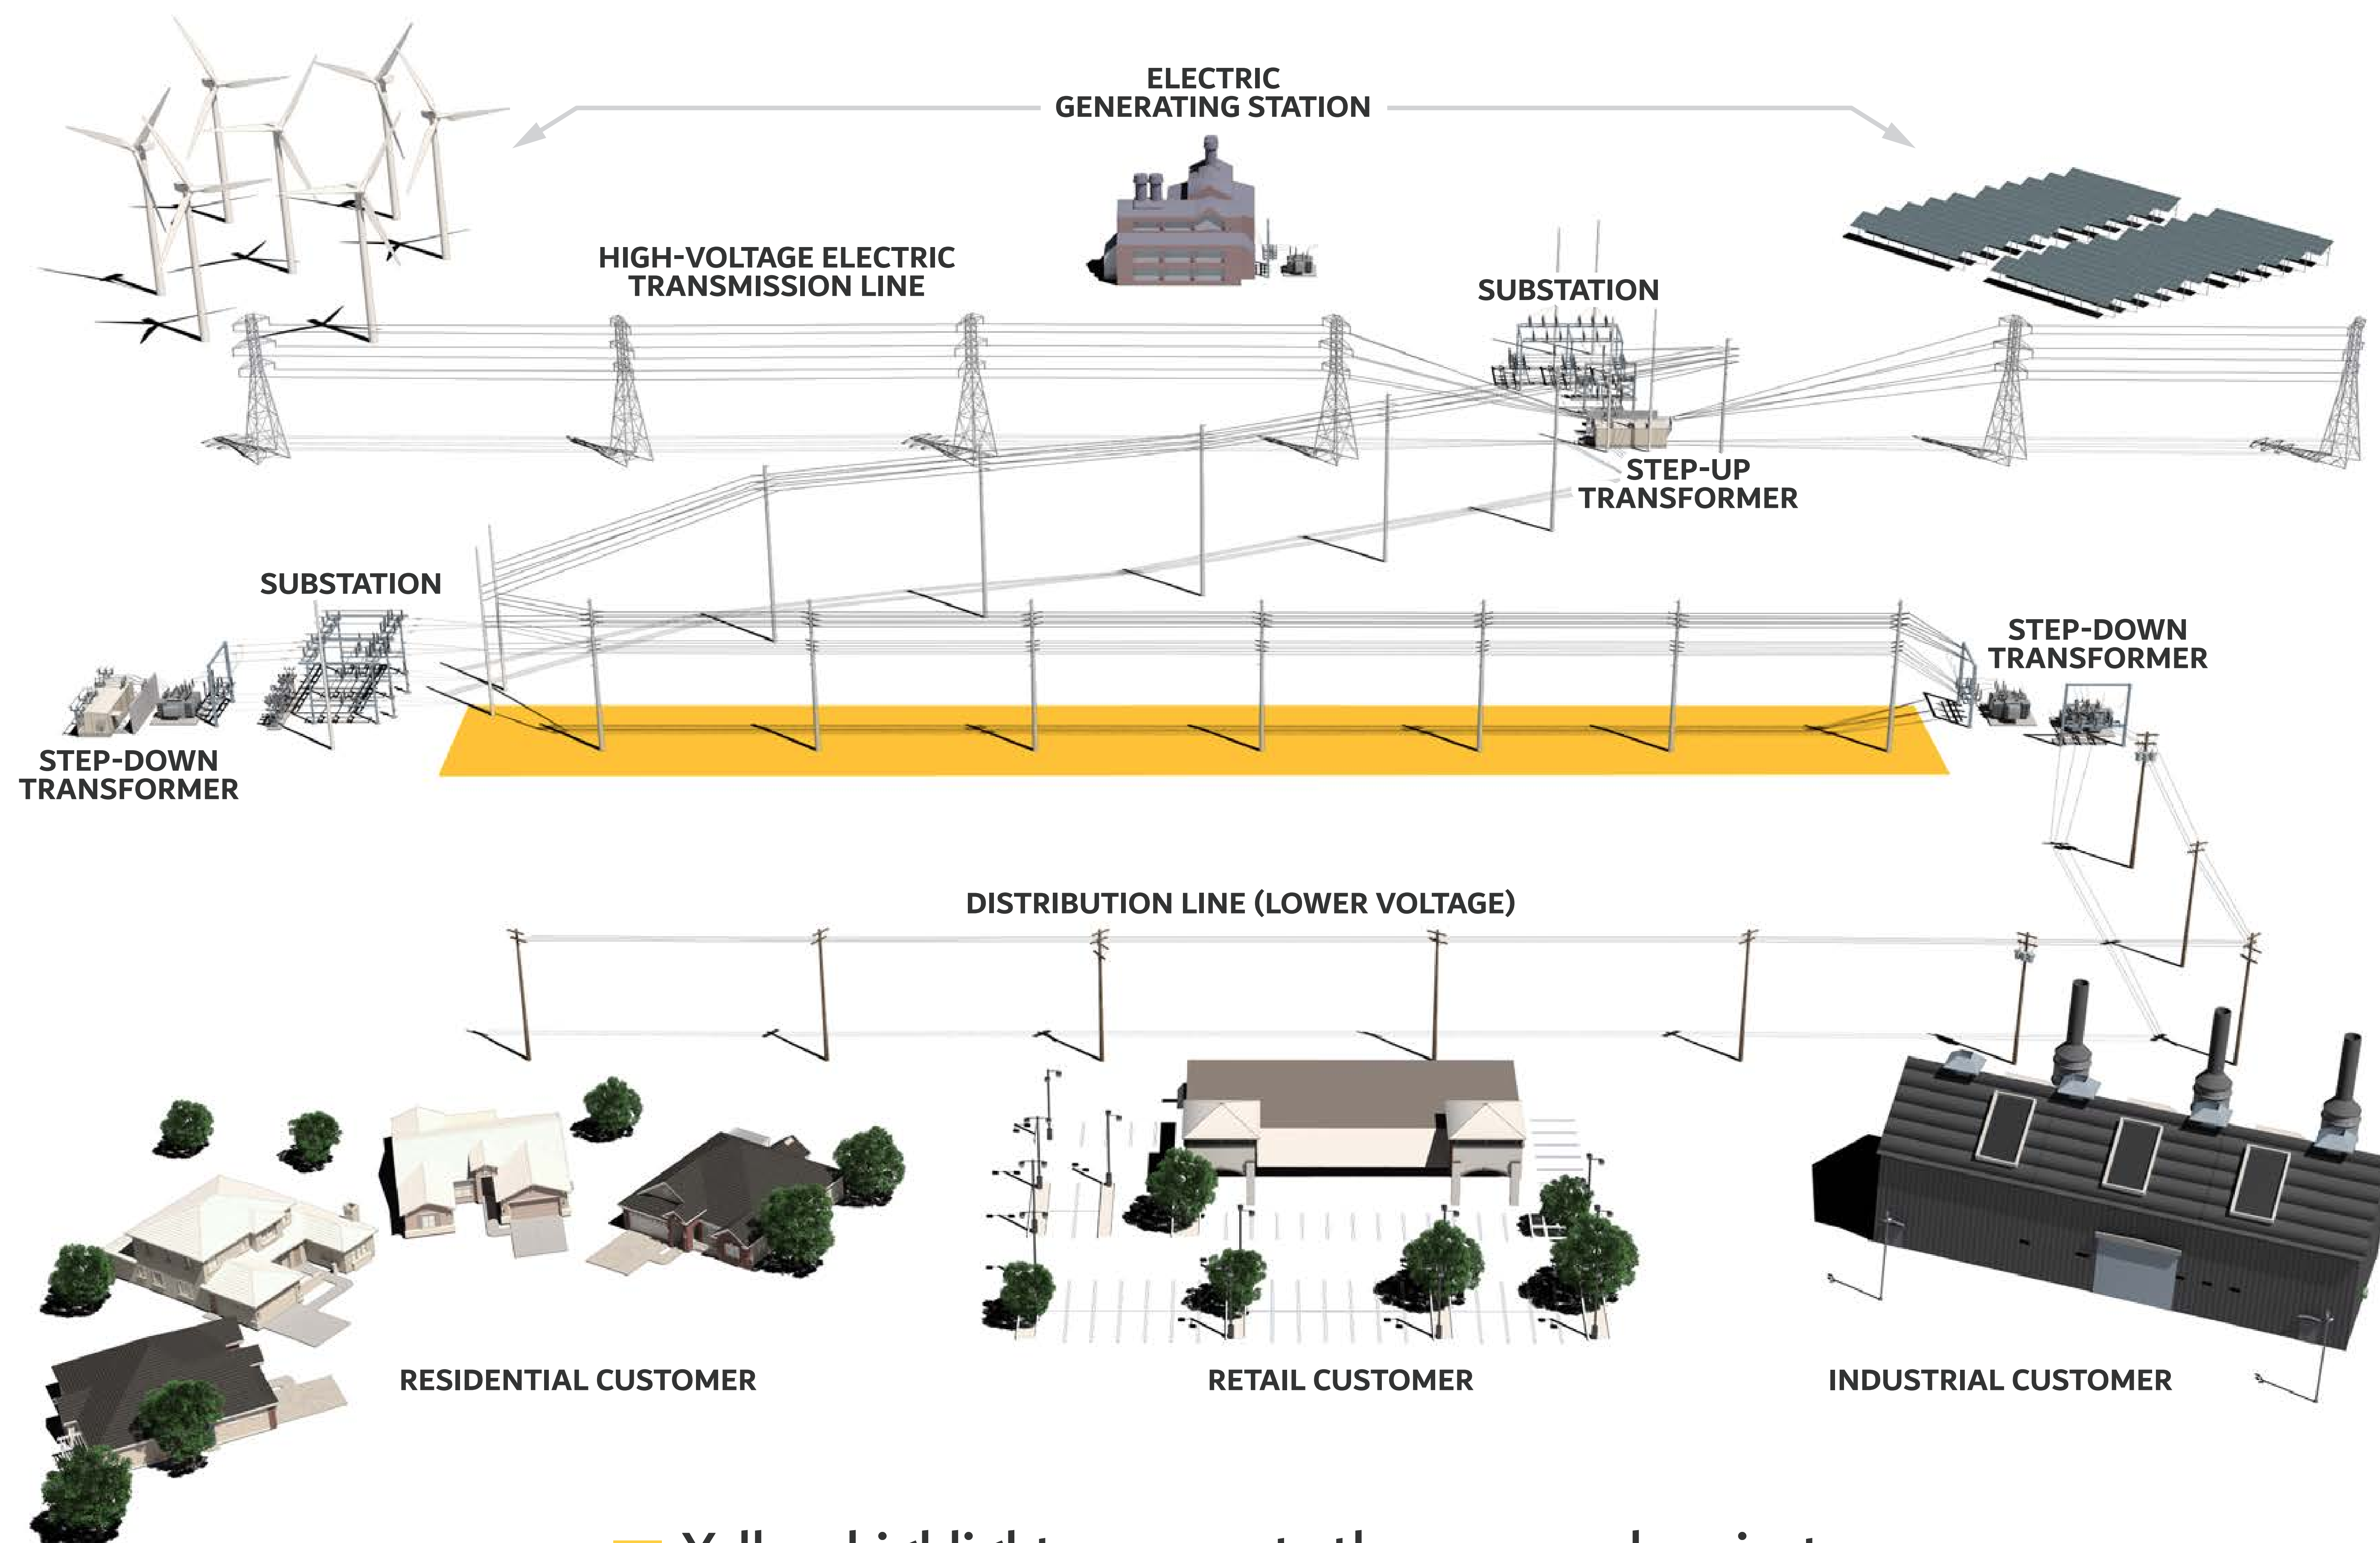 ELECTRIC
GENERATING STATION
HIGH-VOLTAGE ELECTRIC
TRANSMISSION LINE
SUBSTATION
STEP-UP
TRANSFORMER
SUBSTATION
STEP-DOWN
TRANSFORMER
STEP-DOWN
TRANSFORMER
DISTRIBUTION LINE (LOWER VOLTAGE)
RESIDENTIAL CUSTOMER
RETAIL CUSTOMER
INDUSTRIAL CUSTOMER